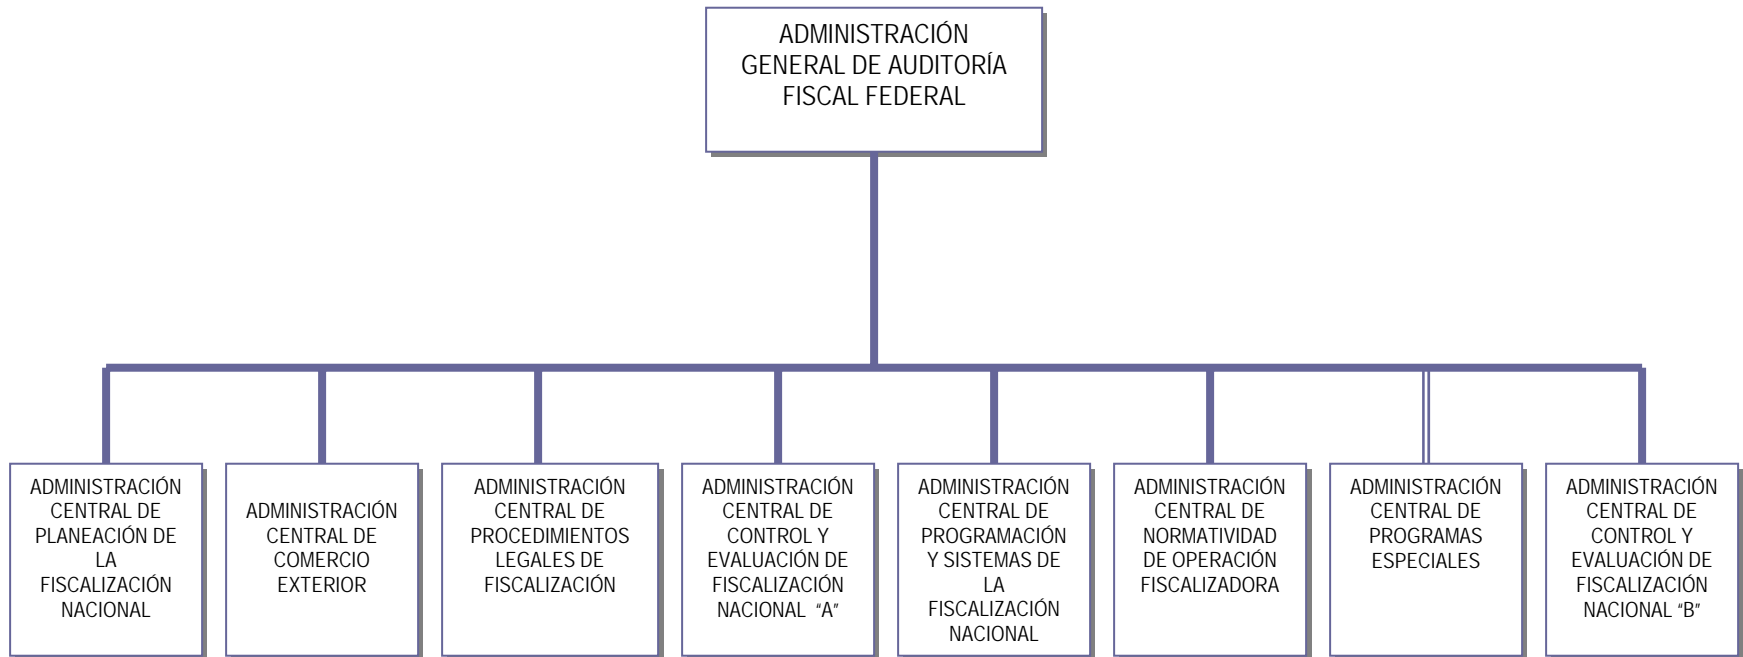 ADMINISTRACIÓN
GENERAL DE AUDITORÍA
FISCAL FEDERAL
ADMINISTRACIÓN
CENTRAL DE
PLANEACIÓN DE
LA
FISCALIZACIÓN
NACIONAL
ADMINISTRACIÓN
CENTRAL DE
COMERCIO
EXTERIOR
ADMINISTRACIÓN
CENTRAL DE
PROCEDIMIENTOS
LEGALES DE
FISCALIZACIÓN
ADMINISTRACIÓN
CENTRAL DE
CONTROL Y
EVALUACIÓN DE
FISCALIZACIÓN
NACIONAL “A”
ADMINISTRACIÓN
CENTRAL DE
PROGRAMACIÓN
Y SISTEMAS DE
LA
FISCALIZACIÓN
NACIONAL
ADMINISTRACIÓN
CENTRAL DE
NORMATIVIDAD
DE OPERACIÓN
FISCALIZADORA
ADMINISTRACIÓN
CENTRAL DE
PROGRAMAS
ESPECIALES
ADMINISTRACIÓN
CENTRAL DE
CONTROL Y
EVALUACIÓN DE
FISCALIZACIÓN
NACIONAL “B”